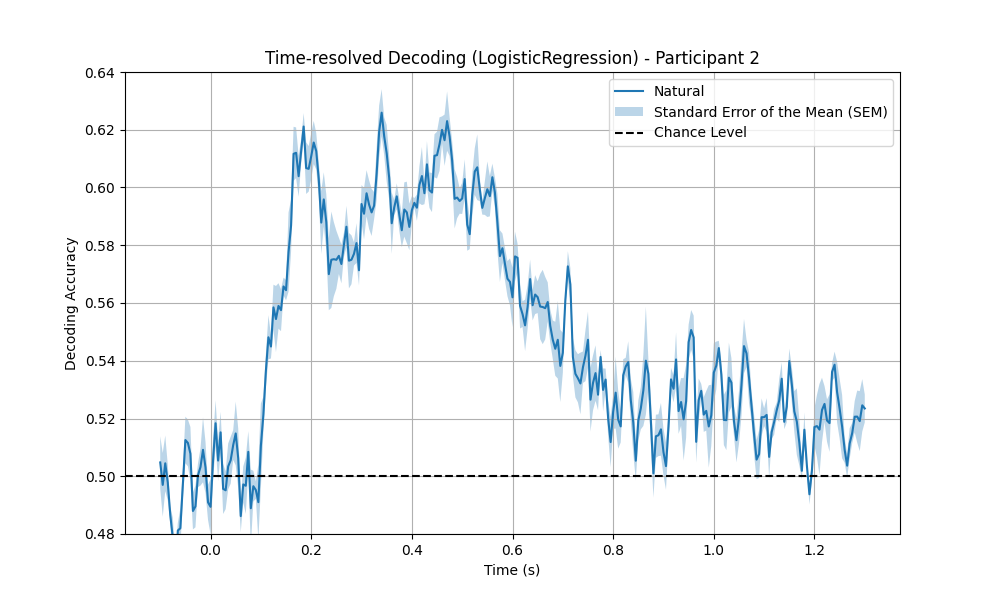 Time-resolved Decoding (LogisticRegression) - Participant 2
Natural
Standard Error of the Mean (SEM)
Chance Level
Decoding Accuracy
0.64
0.62
0.60
0.58
0.56
0.54
0.52
0.50
0.48
0.0 0.2 0.4 0.6 0.8 1.0 1.2
Time (s)